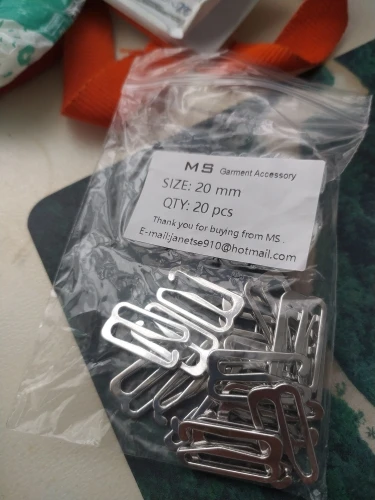 MS Garment Accessory
SIZE: 20 mm
QTY: 20 pcs
Thank you for buying from MS.
E-mail:janetse910@hotmail.com